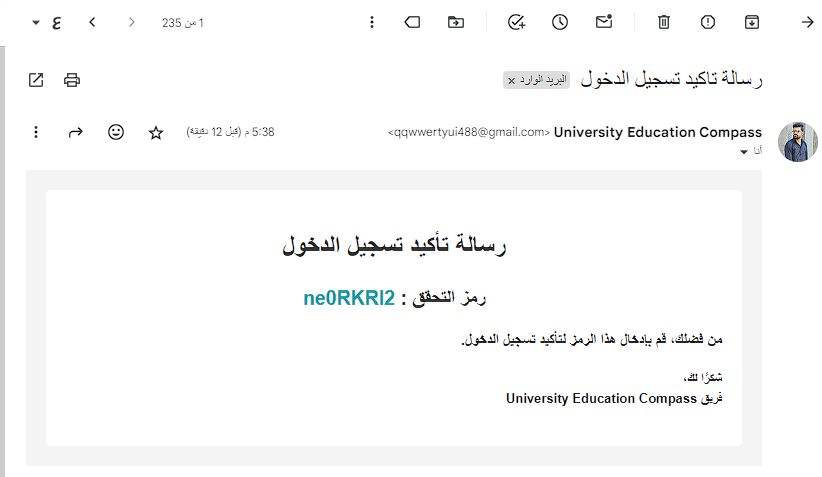 ع
1 من 235
رسالة تاكيد تسجيل الدخول
البريد الوارد ×
University Education Compass <qqwwertyui488@gmail.com>
5:38 م (قبل 12 دقيقة)
أنا
رسالة تأكيد تسجيل الدخول
رمز التحقق : ne0RKRI2
من فضلك، قم بإدخال هذا الرمز لتأكيد تسجيل الدخول.
شكرًا لك،
فريق University Education Compass